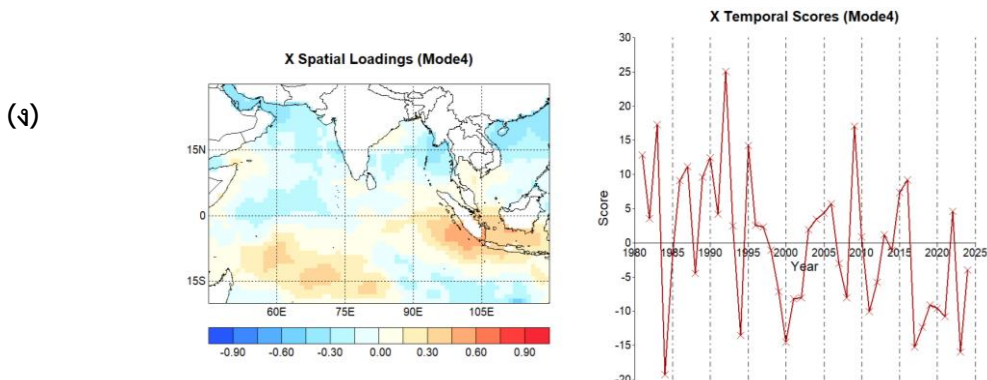 (ง)
X Spatial Loadings (Mode4)
15N
0
15S
60E 75E 90E 105E
-0.90 -0.60 -0.30 0.00 0.30 0.60 0.90
X Temporal Scores (Mode4)
30
25
20
15
10
5
0
-5
-10
-15
-20
Score
1980 1985 1990 1995 2000 2005 2010 2015 2020 2025
Year